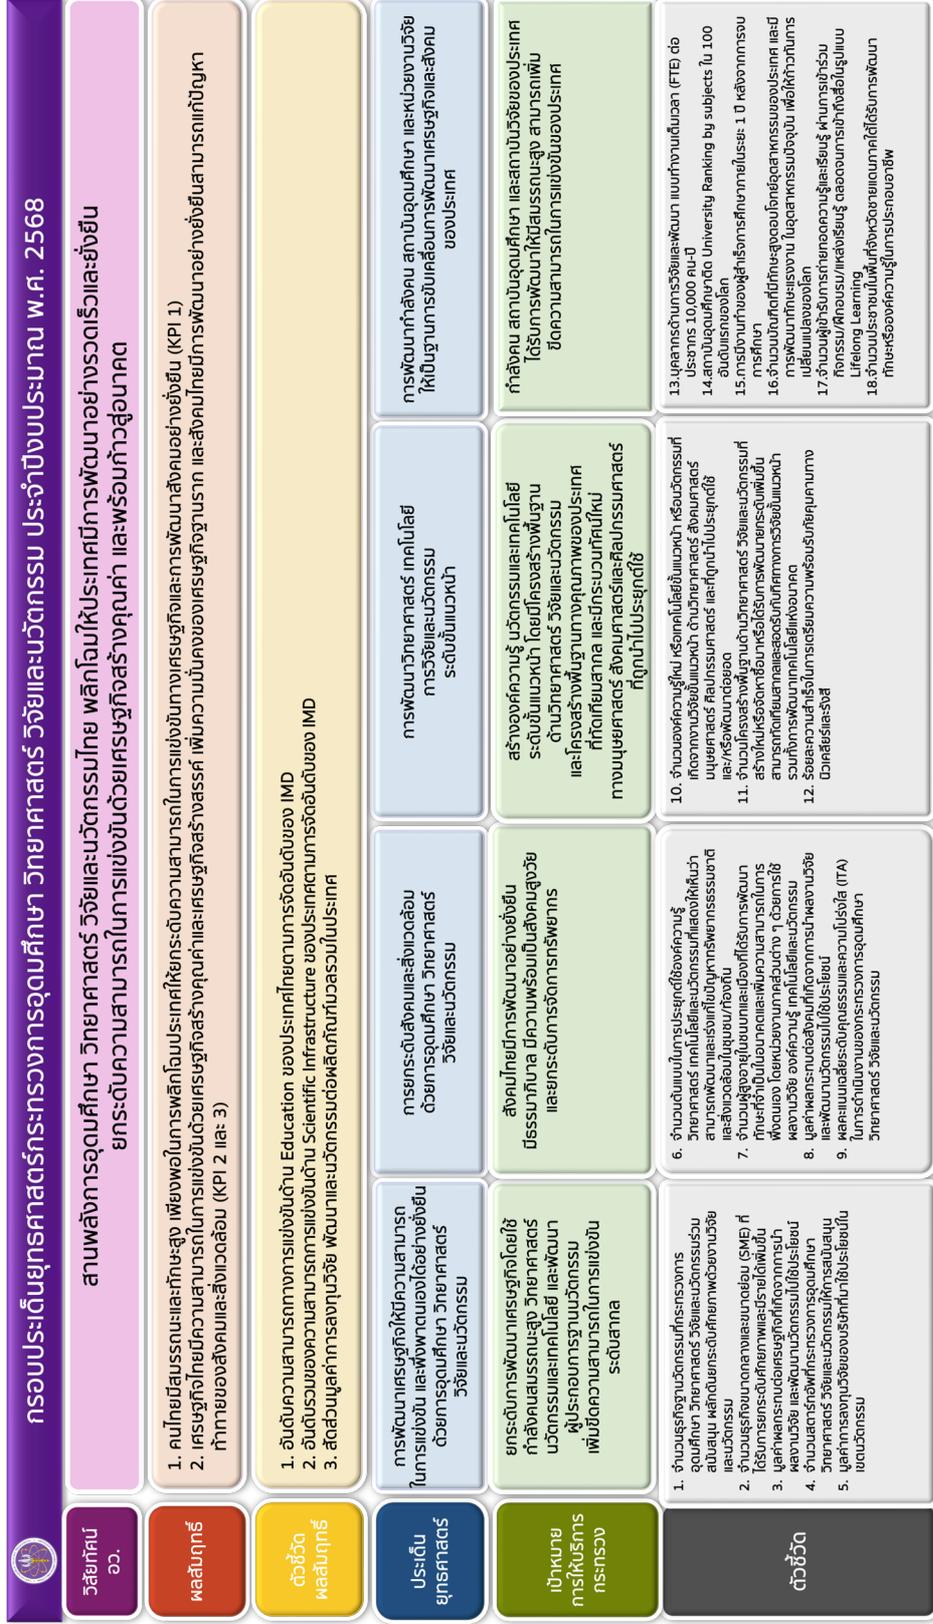 กรอบประเด็นยุทธศาสตร์กระทรวงการอุดมศึกษา วิทยาศาสตร์ วิจัยและนวัตกรรม ประจำปีงบประมาณ พ.ศ. 2568
วิสัยทัศน์
อว.
สานพลังการอุดมศึกษา วิทยาศาสตร์ วิจัยและนวัตกรรมไทย พลิกโฉมให้ประเทศมีการพัฒนาอย่างรวดเร็วและยั่งยืน
ยกระดับความสามารถในการแข่งขันด้วยเศรษฐกิจสร้างคุณค่า และพร้อมก้าวสู่อนาคต
ผลสัมฤทธิ์
1. คนไทยมีสมรรถนะและทักษะสูง เพียงพอในการพลิกโฉมประเทศให้ยกระดับความสามารถในการแข่งขันทางเศรษฐกิจและการพัฒนาสังคมอย่างยั่งยืน (KPI 1)
2. เศรษฐกิจไทยมีความสามารถในการแข่งขันด้วยเศรษฐกิจสร้างคุณค่าและเศรษฐกิจสร้างสรรค์ เพิ่มความมั่นคงของเศรษฐกิจฐานราก และสังคมไทยมีการพัฒนาอย่างยั่งยืนสามารถแก้ปัญหา
ท้าทายของสังคมและสิ่งแวดล้อม (KPI 2 และ 3)
ตัวชี้วัด
ผลสัมฤทธิ์
1. อันดับความสามารถทางการแข่งขันด้าน Education ของประเทศไทยตามการจัดอันดับของ IMD
2. อันดับรวมของความสามารถการแข่งขันด้าน Scientific Infrastructure ของประเทศตามการจัดอันดับของ IMD
3. สัดส่วนมูลค่าการลงทุนวิจัย พัฒนาและนวัตกรรมต่อผลิตภัณฑ์มวลรวมในประเทศ
ประเด็น
ยุทธศาสตร์
การพัฒนาเศรษฐกิจให้มีความสามารถ
ในการแข่งขัน และพึ่งพาตนเองได้อย่างยั่งยืน
ด้วยการอุดมศึกษา วิทยาศาสตร์
วิจัยและนวัตกรรม
การยกระดับสังคมและสิ่งแวดล้อม
ด้วยการอุดมศึกษา วิทยาศาสตร์
วิจัยและนวัตกรรม
การพัฒนาวิทยาศาสตร์ เทคโนโลยี
การวิจัยและนวัตกรรม
ระดับขั้นแนวหน้า
การพัฒนากำลังคน สถาบันอุดมศึกษา และหน่วยงานวิจัย
ให้เป็นฐานการขับเคลื่อนการพัฒนาเศรษฐกิจและสังคม
ของประเทศ
เป้าหมาย
การให้บริการ
กระทรวง
ยกระดับการพัฒนาเศรษฐกิจโดยใช้
กำลังคนสมรรถนะสูง วิทยาศาสตร์
นวัตกรรมและเทคโนโลยี และพัฒนา
ผู้ประกอบการฐานนวัตกรรม
เพิ่มขีดความสามารถในการแข่งขัน
ระดับสากล
สังคมไทยมีการพัฒนาอย่างยั่งยืน
มีธรรมาภิบาล มีความพร้อมเป็นสังคมสูงวัย
และยกระดับการจัดการทรัพยากร
สร้างองค์ความรู้ นวัตกรรมและเทคโนโลยี
ระดับขั้นแนวหน้า โดยมีโครงสร้างพื้นฐาน
ด้านวิทยาศาสตร์ วิจัยและนวัตกรรม
และโครงสร้างพื้นฐานทางคุณภาพของประเทศ
ที่ทัดเทียมสากล และมีกระบวนทัศน์ใหม่
ทางมนุษยศาสตร์ สังคมศาสตร์และศิลปกรรมศาสตร์
ที่ถูกนำไปประยุกต์ใช้
กำลังคน สถาบันอุดมศึกษา และสถาบันวิจัยของประเทศ
ได้รับการพัฒนาให้มีสมรรถนะสูง สามารถเพิ่ม
ขีดความสามารถในการแข่งขันของประเทศ
ตัวชี้วัด
1. จำนวนธุรกิจฐานนวัตกรรมที่กระทรวงการ
อุดมศึกษา วิทยาศาสตร์ วิจัยและนวัตกรรมร่วม
สนับสนุน ผลักดันยกระดับศักยภาพด้วยงานวิจัย
และนวัตกรรม
2. จำนวนธุรกิจขนาดกลางและขนาดย่อม (SME) ที่
ได้รับการยกระดับศักยภาพและมีรายได้เพิ่มขึ้น
3. มูลค่าผลกระทบต่อเศรษฐกิจที่เกิดจากการนำ
ผลงานวิจัย และพัฒนานวัตกรรมไปใช้ประโยชน์
4. จำนวนสตาร์ทอัพที่กระทรวงการอุดมศึกษา
วิทยาศาสตร์ วิจัยและนวัตกรรมให้การสนับสนุน
5. มูลค่าการลงทุนวิจัยของบริษัทที่มาใช้ประโยชน์ใน
เขตนวัตกรรม
6. จำนวนต้นแบบในการประยุกต์ใช้องค์ความรู้
วิทยาศาสตร์ เทคโนโลยีและนวัตกรรมที่แสดงให้เห็นว่า
สามารถพัฒนาและเร่งแก้ไขปัญหาทรัพยากรธรรมชาติ
และสิ่งแวดล้อมในชุมชน/ท้องถิ่น
7. จำนวนผู้สูงอายุในชนบทและเมืองที่ได้รับการพัฒนา
ทักษะที่จำเป็นในอนาคตและเพิ่มความสามารถในการ
พึ่งตนเอง โดยหน่วยงานภาคส่วนต่าง ๆ ด้วยการใช้
ผลงานวิจัย องค์ความรู้ เทคโนโลยีและนวัตกรรม
8. มูลค่าผลกระทบต่อสังคมที่เกิดจากการนำผลงานวิจัย
และพัฒนานวัตกรรมไปใช้ประโยชน์
9. ผลคะแนนเฉลี่ยระดับคุณธรรมและความโปร่งใส (ITA)
ในการดำเนินงานของกระทรวงการอุดมศึกษา
วิทยาศาสตร์ วิจัยและนวัตกรรม
10. จำนวนองค์ความรู้ใหม่ หรือเทคโนโลยีขั้นแนวหน้า หรือนวัตกรรมที่
เกิดจากงานวิจัยขั้นแนวหน้า ด้านวิทยาศาสตร์ สังคมศาสตร์
มนุษยศาสตร์ ศิลปกรรมศาสตร์ และที่ถูกนำไปประยุกต์ใช้
และ/หรือพัฒนาต่อยอด
11. จำนวนโครงสร้างพื้นฐานด้านวิทยาศาสตร์ วิจัยและนวัตกรรมที่
สร้างใหม่หรือจัดหาซื้อมาหรือได้รับการพัฒนายกระดับเพิ่มขึ้น
สามารถทัดเทียมสากลและสอดรับกับทิศทางการวิจัยขั้นแนวหน้า
รวมทั้งการพัฒนาเทคโนโลยีแห่งอนาคต
12. ร้อยละความสำเร็จในการเตรียมความพร้อมรับภัยคุกคามทาง
นิวเคลียร์และรังสี
13.บุคลากรด้านการวิจัยและพัฒนา แบบทำงานเต็มเวลา (FTE) ต่อ
ประชากร 10,000 คน-ปี
14.สถาบันอุดมศึกษาติด University Ranking by subjects ใน 100
อันดับแรกของโลก
15.การมีงานทำของผู้สำเร็จการศึกษาภายในระยะ 1 ปี หลังจากการจบ
การศึกษา
16.จำนวนบัณฑิตที่มีทักษะสูงตอบโจทย์อุตสาหกรรมของประเทศ และมี
การพัฒนาทักษะแรงงาน ในอุตสาหกรรมปัจจุบัน เพื่อให้ก้าวทันการ
เปลี่ยนแปลงของโลก
17.จำนวนผู้เข้ารับการถ่ายทอดความรู้และเรียนรู้ ผ่านการเข้าร่วม
กิจกรรม/ฝึกอบรม/แหล่งเรียนรู้ ตลอดจนการเข้าถึงสื่อในรูปแบบ
Lifelong Learning
18.จำนวนประชาชนในพื้นที่จังหวัดชายแดนภาคใต้ได้รับการพัฒนา
ทักษะหรือองค์ความรู้ในการประกอบอาชีพ